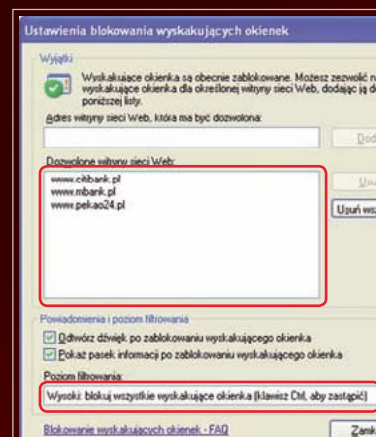 Ustawienia blokowania wyskakujących okienek
Wyjątki
Wyskakujące okienka są obecnie zablokowane. Możesz zezwolić n
wyskakujące okienka dla określonej witryny sieci Web, dodając ją d
poniższej listy.
Adres witryny sieci Web, która ma być dozwolona:
Dod
Dozwolone witryny sieci Web:
www.citibank.pl
www.mbank.pl
www.pekao24.pl
Usu
Usuń wsz
Powiadomienia i poziom filtrowania
Odtwórz dźwięk po zablokowaniu wyskakującego okienka
Pokaż pasek informacji po zablokowaniu wyskakującego okienka
Poziom filtrowania:
Wysoki: blokuj wszystkie wyskakujące okienka (klawisz Ctrl, aby zastąpić)
Blokowanie wyskakujących okienek - FAQ
Zamk